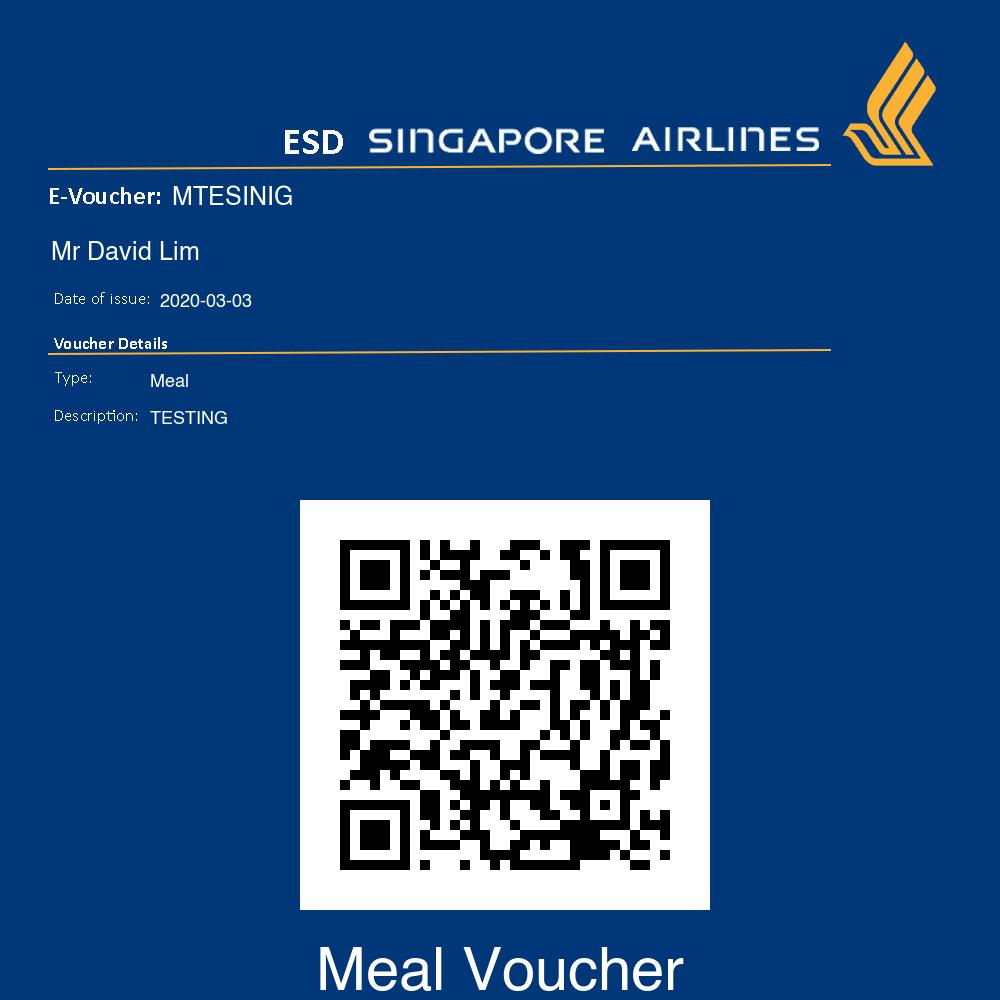 ESD SINGAPORE AIRLINES
E-Voucher: MTESINIG
Mr David Lim
Date of issue: 2020-03-03
Voucher Details
Type: Meal
Description: TESTING
Meal Voucher